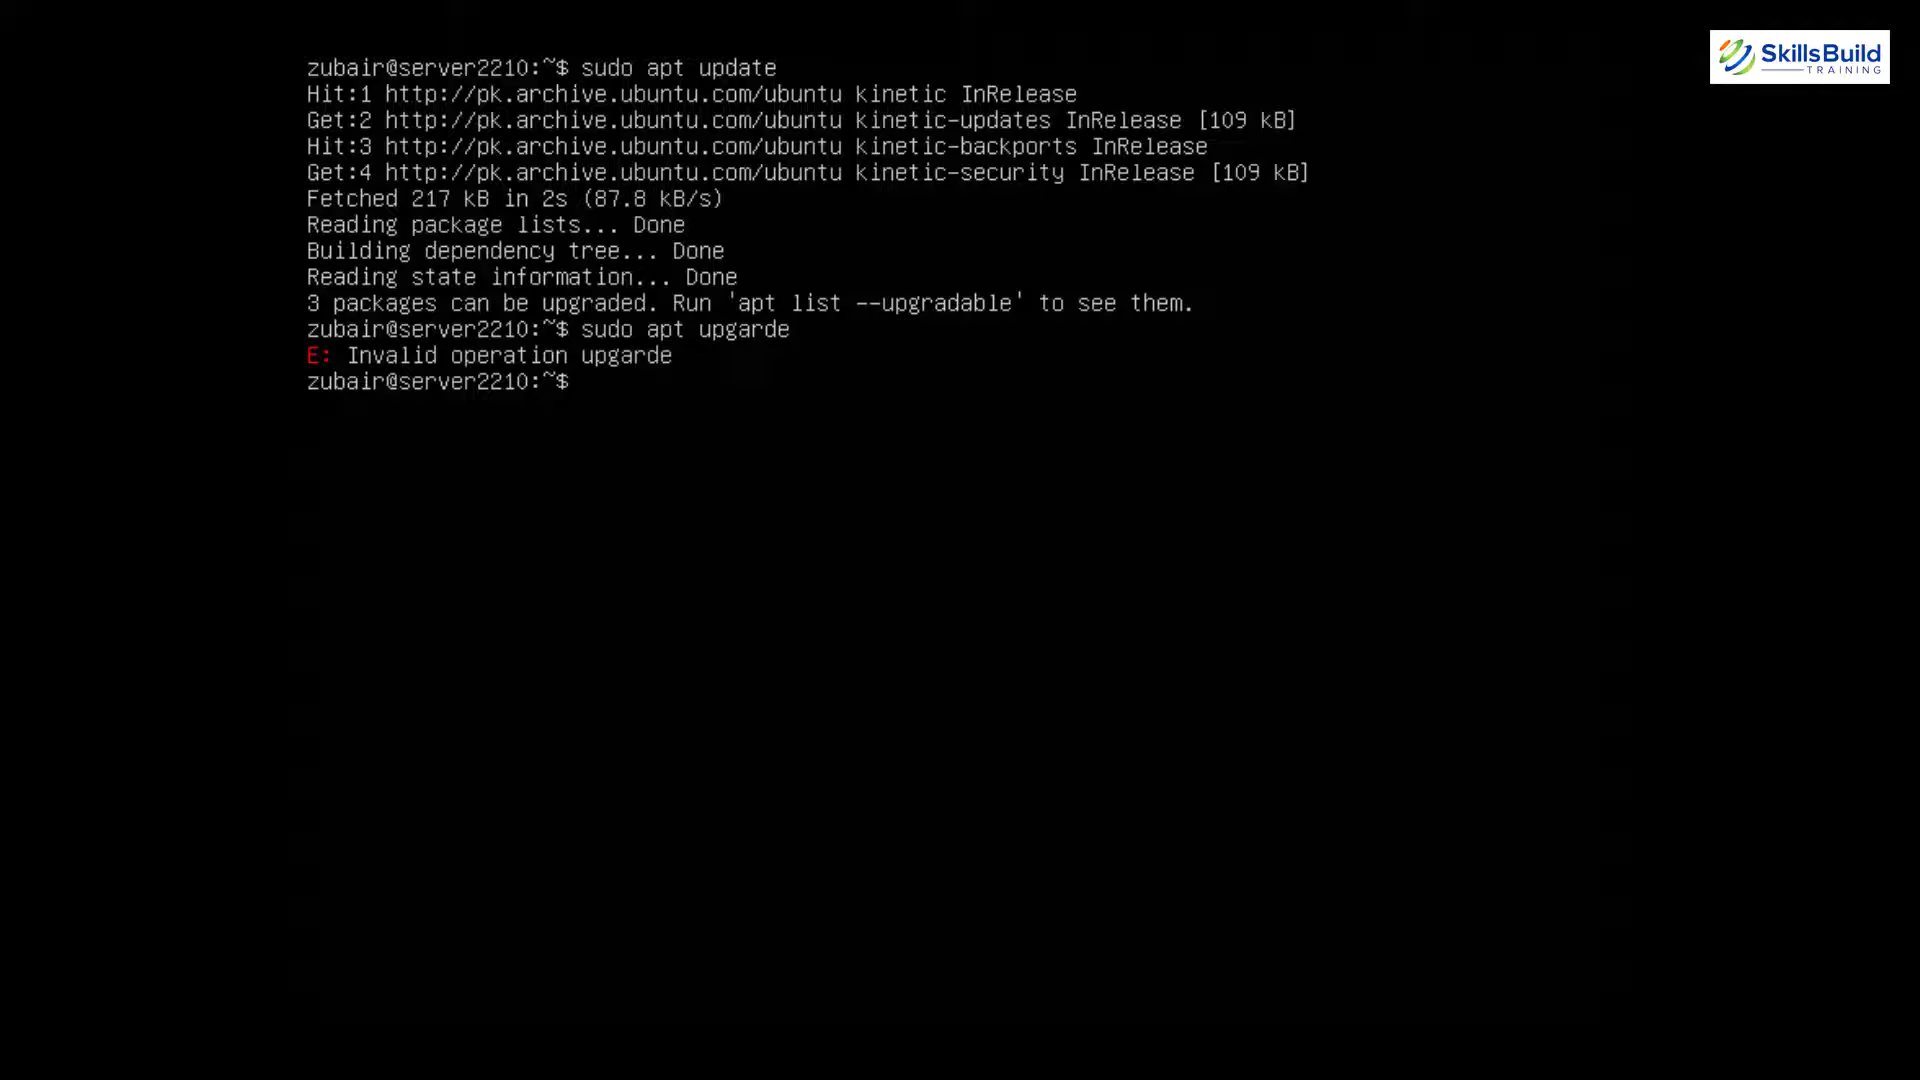 zubair@server2210:~$ sudo apt update
Hit:1 http://pk.archive.ubuntu.com/ubuntu kinetic InRelease
Get:2 http://pk.archive.ubuntu.com/ubuntu kinetic-updates InRelease [109 kB]
Hit:3 http://pk.archive.ubuntu.com/ubuntu kinetic-backports InRelease
Get:4 http://pk.archive.ubuntu.com/ubuntu kinetic-security InRelease [109 kB]
Fetched 217 kB in 2s (87.8 kB/s)
Reading package lists... Done
Building dependency tree... Done
Reading state information... Done
3 packages can be upgraded. Run 'apt list --upgradable' to see them.
zubair@server2210:~$ sudo apt upgarde
E: Invalid operation upgarde
zubair@server2210:~$
SkillsBuild
TRAINING